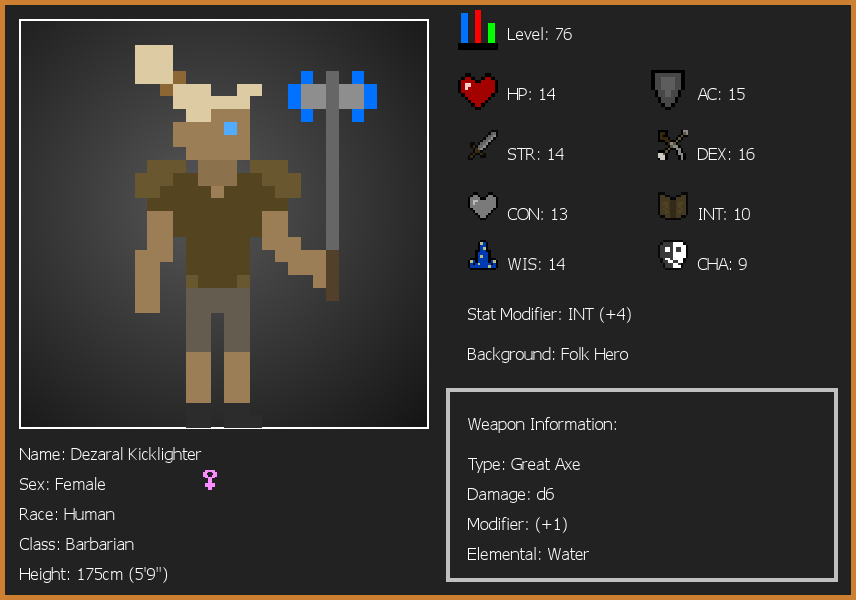 Level: 76
HP: 14
AC: 15
STR: 14
DEX: 16
CON: 13
INT: 10
WIS: 14
CHA: 9
Stat Modifier: INT (+4)
Background: Folk Hero
Weapon Information:
Type: Great Axe
Damage: d6
Modifier: (+1)
Elemental: Water
Name: Dezaral Kicklighter
Sex: Female
Race: Human
Class: Barbarian
Height: 175cm (5'9")